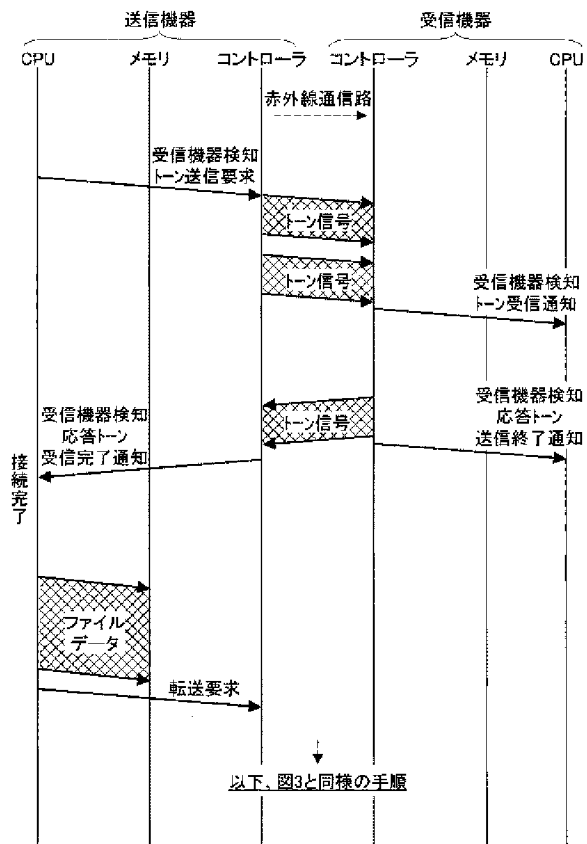 送信機器
受信機器
CPU
メモリ
コントローラ
コントローラ
メモリ
CPU
赤外線通信路
受信機器検知
トーン送信要求
トーン信号
トーン信号
受信機器検知
トーン受信通知
トーン信号
受信機器検知
応答トーン
送信終了通知
受信機器検知
応答トーン
受信完了通知
接続完了
ファイル
データ
転送要求
以下、図3と同様の手順